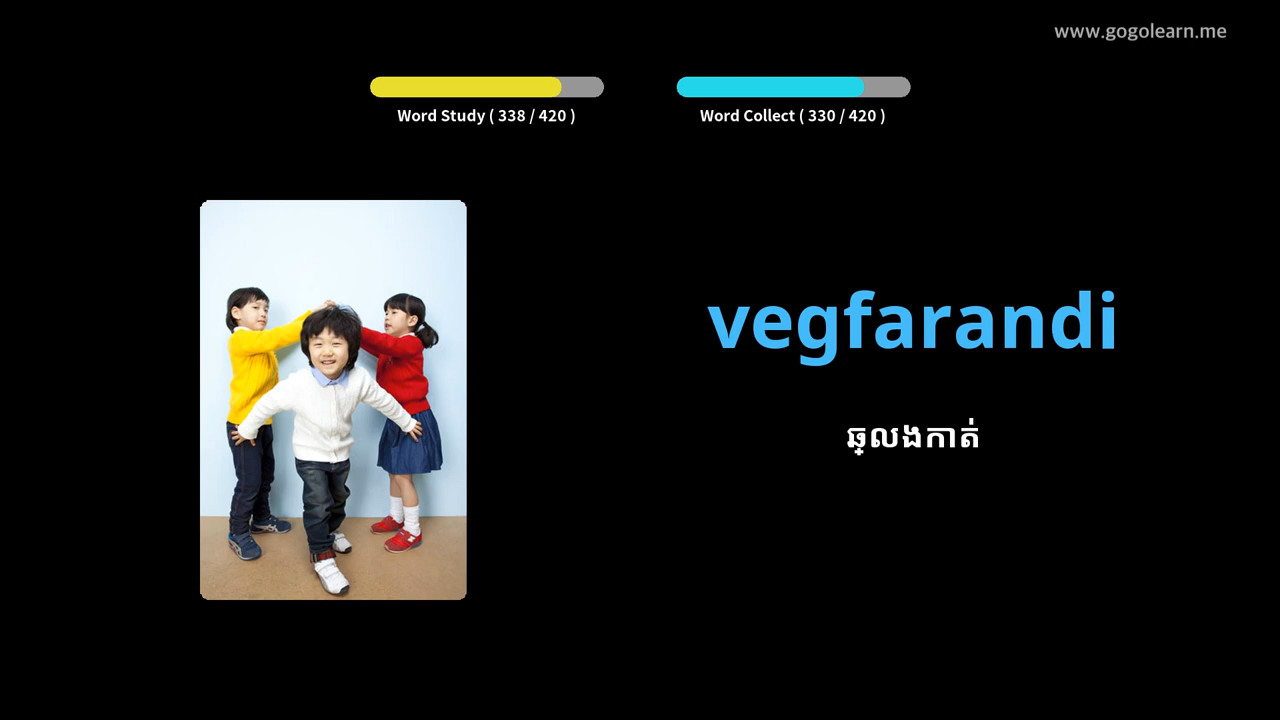 www.gogolearn.me
Word Study ( 338 / 420 )
Word Collect ( 330 / 420 )
vegfarandi
ឆ្លងកាត់